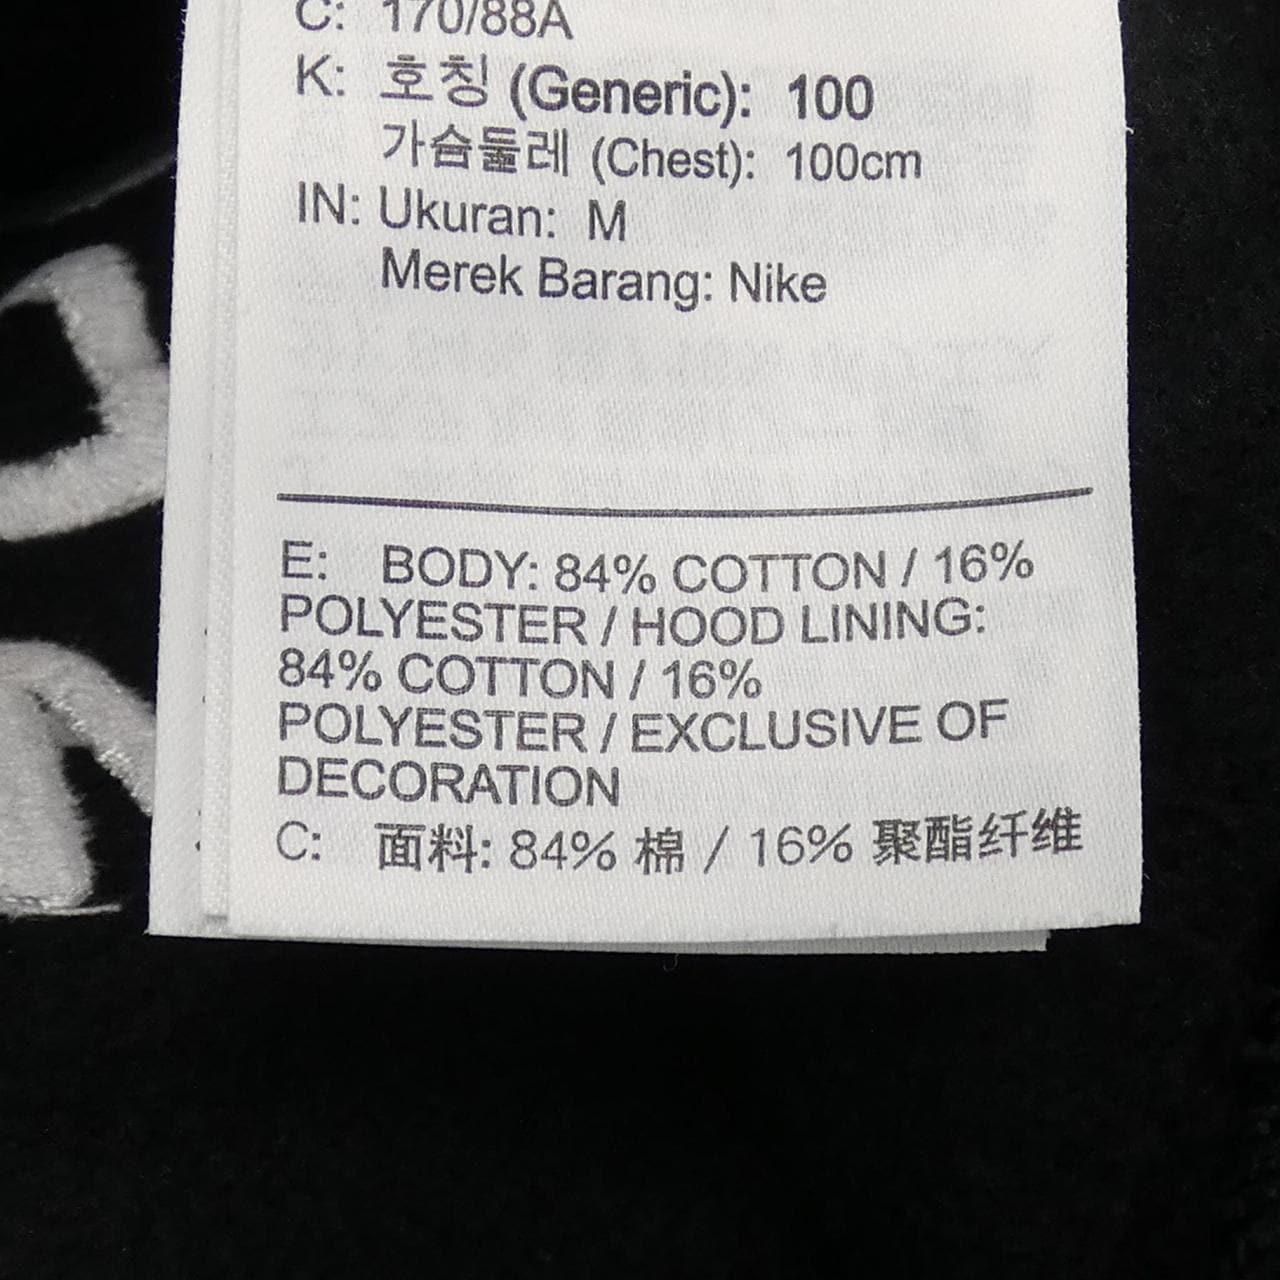 C: 170/88A
K: 호칭 (Generic): 100
가슴둘레 (Chest): 100cm
IN: Ukuran: M
Merek Barang: Nike
E: BODY: 84% COTTON / 16%
POLYESTER / HOOD LINING:
84% COTTON / 16%
POLYESTER / EXCLUSIVE OF
DECORATION
C: 面料: 84% 棉 / 16% 聚酯纤维